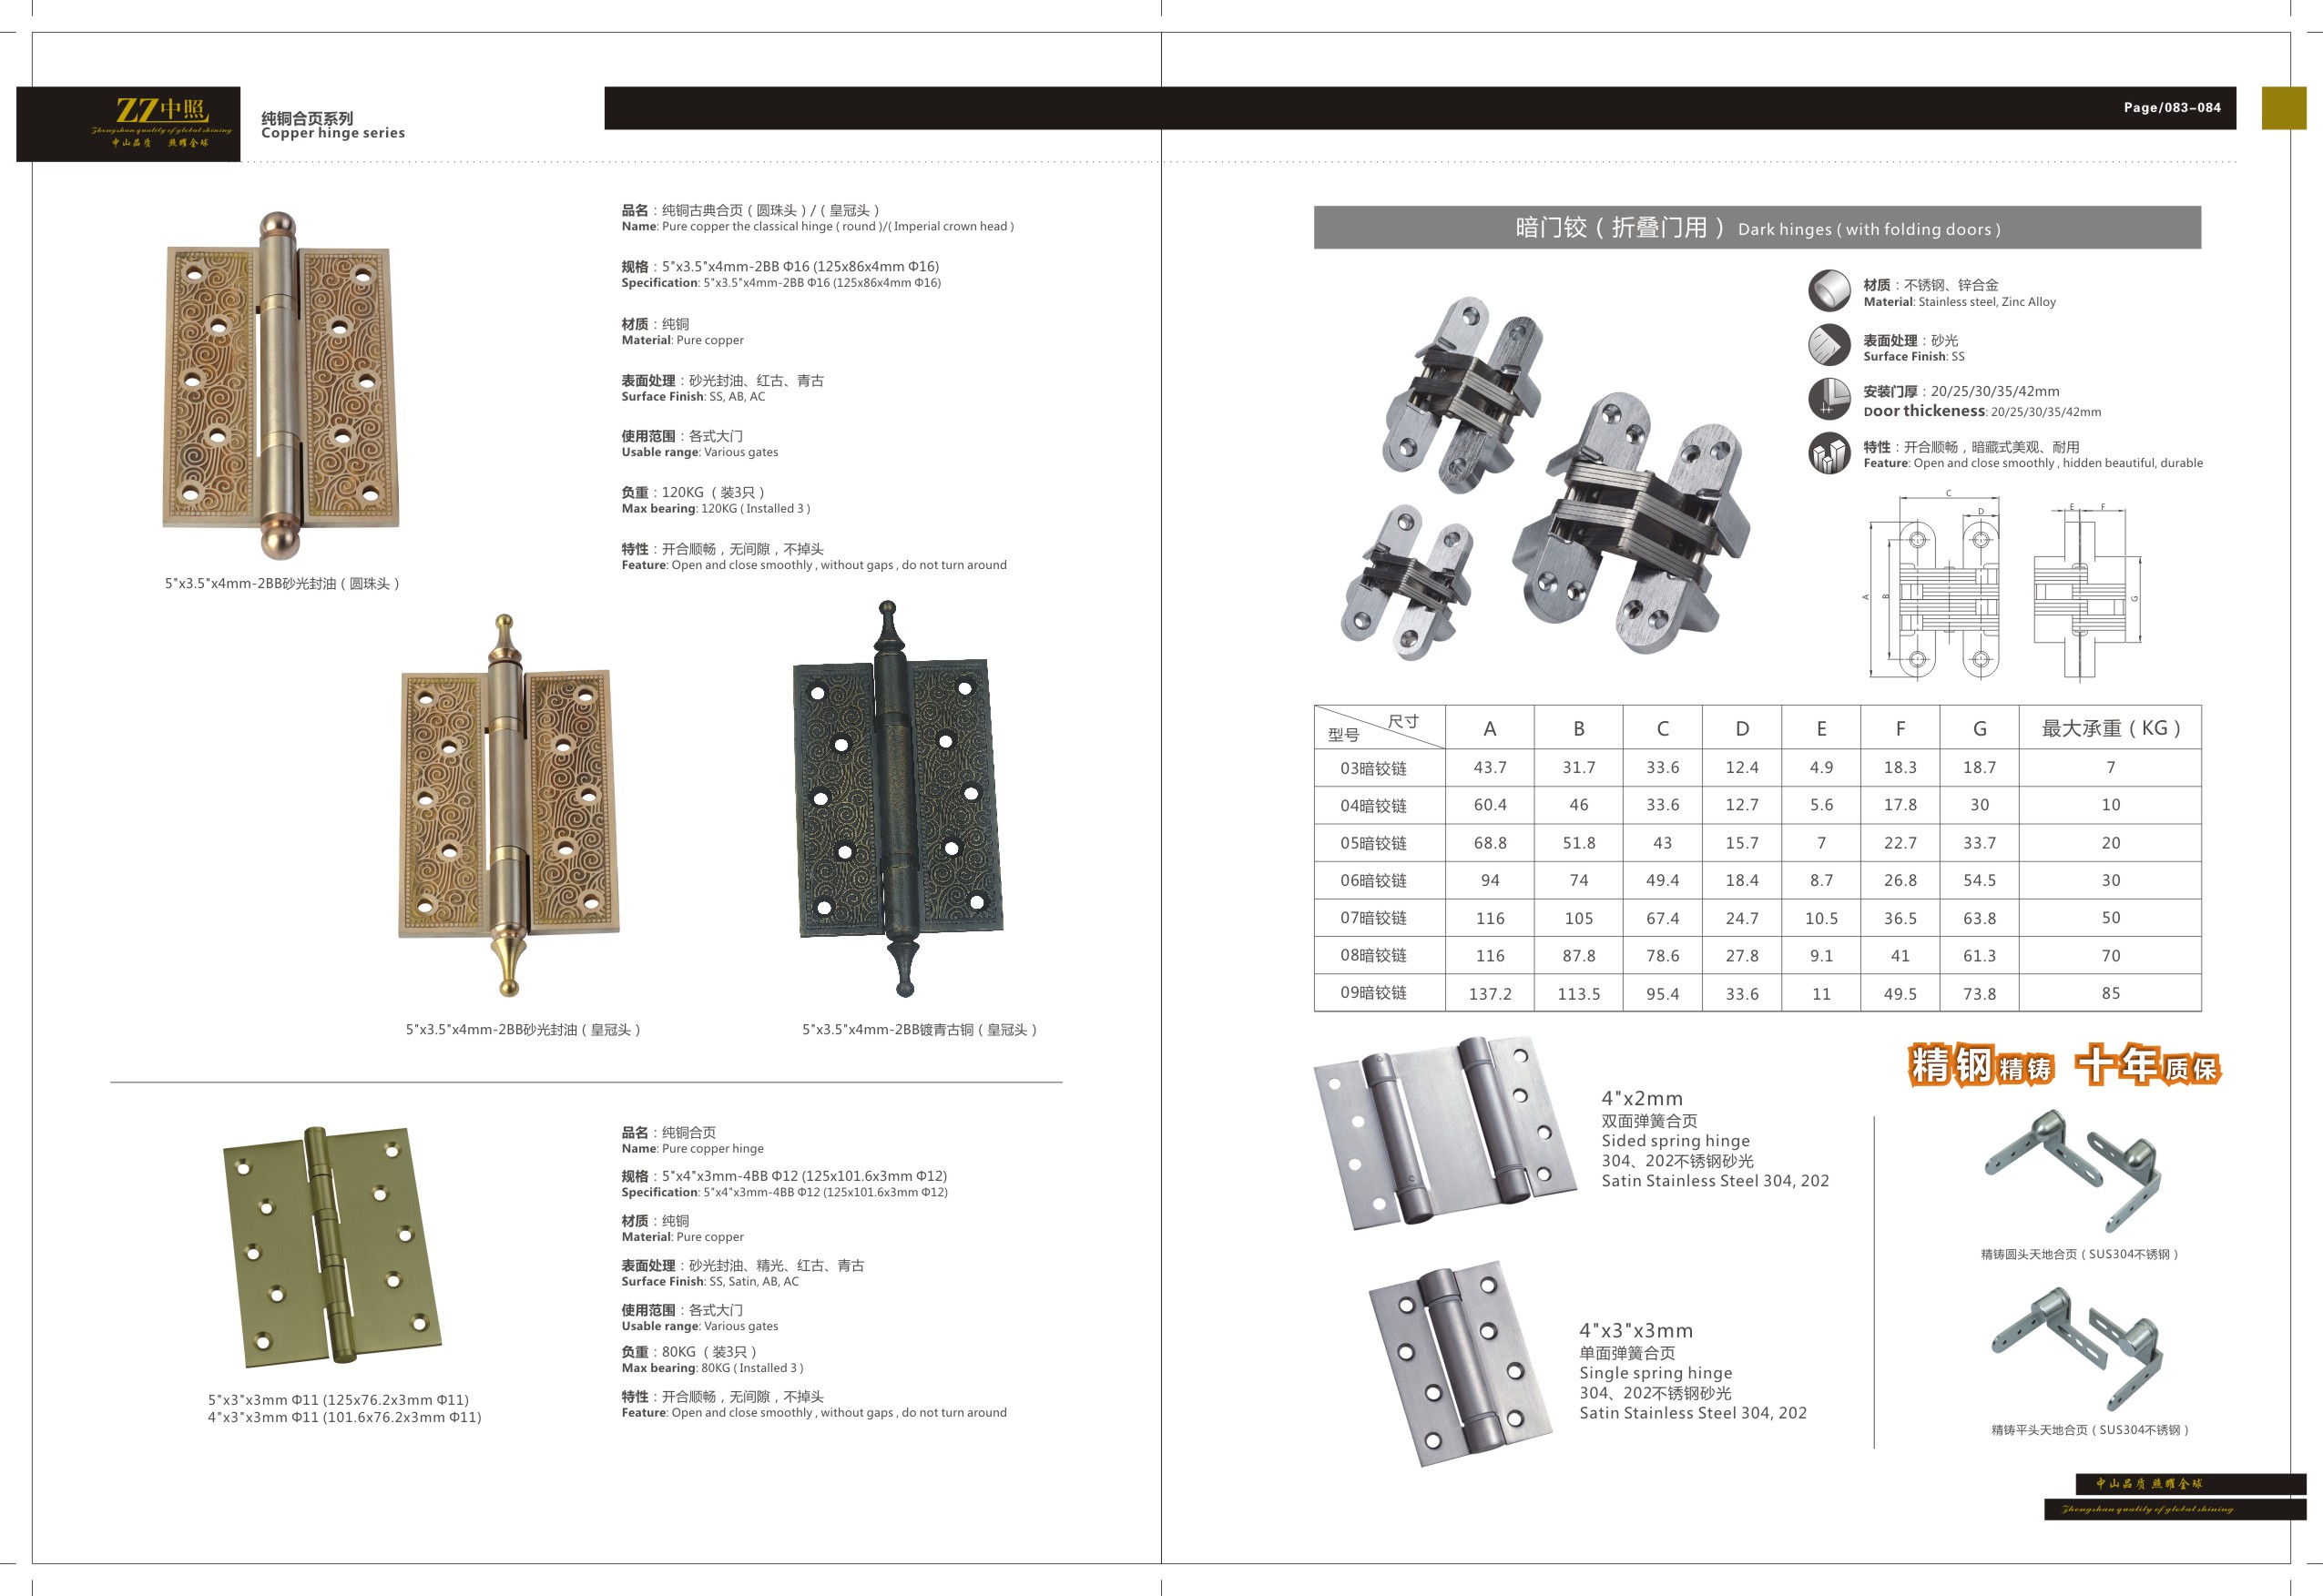 ZZ中照
Zhongshan quality of global shining
中山品质 照耀全球
纯铜合页系列
Copper hinge series
Page/083-084
品名：纯铜古典合页（圆珠头）/（皇冠头）
Name: Pure copper the classical hinge ( round )/( Imperial crown head )
规格：5"x3.5"x4mm-2BB Φ16 (125x86x4mm Φ16)
Specification: 5"x3.5"x4mm-2BB Φ16 (125x86x4mm Φ16)
材质：纯铜
Material: Pure copper
表面处理：砂光封油、红古、青古
Surface Finish: SS, AB, AC
使用范围：各式大门
Usable range: Various gates
负重：120KG （装3只）
Max bearing: 120KG ( Installed 3 )
特性：开合顺畅，无间隙，不掉头
Feature: Open and close smoothly , without gaps , do not turn around
5"x3.5"x4mm-2BB砂光封油（圆珠头）
5"x3.5"x4mm-2BB砂光封油（皇冠头）
5"x3.5"x4mm-2BB镀青古铜（皇冠头）
品名：纯铜合页
Name: Pure copper hinge
规格：5"x4"x3mm-4BB Φ12 (125x101.6x3mm Φ12)
Specification: 5"x4"x3mm-4BB Φ12 (125x101.6x3mm Φ12)
材质：纯铜
Material: Pure copper
表面处理：砂光封油、精光、红古、青古
Surface Finish: SS, Satin, AB, AC
使用范围：各式大门
Usable range: Various gates
负重：80KG （装3只）
Max bearing: 80KG ( Installed 3 )
特性：开合顺畅，无间隙，不掉头
Feature: Open and close smoothly , without gaps , do not turn around
5"x3"x3mm Φ11 (125x76.2x3mm Φ11)
4"x3"x3mm Φ11 (101.6x76.2x3mm Φ11)
暗门铰（折叠门用）Dark hinges ( with folding doors )
材质：不锈钢、锌合金
Material: Stainless steel, Zinc Alloy
表面处理：砂光
Surface Finish: SS
安装门厚：20/25/30/35/42mm
Door thickeness: 20/25/30/35/42mm
特性：开合顺畅，暗藏式美观、耐用
Feature: Open and close smoothly , hidden beautiful, durable
C
D
E F
A
B
G
尺寸
型号 A B C D E F G 最大承重（KG）
03暗铰链 43.7 31.7 33.6 12.4 4.9 18.3 18.7 7
04暗铰链 60.4 46 33.6 12.7 5.6 17.8 30 10
05暗铰链 68.8 51.8 43 15.7 7 22.7 33.7 20
06暗铰链 94 74 49.4 18.4 8.7 26.8 54.5 30
07暗铰链 116 105 67.4 24.7 10.5 36.5 63.8 50
08暗铰链 116 87.8 78.6 27.8 9.1 41 61.3 70
09暗铰链 137.2 113.5 95.4 33.6 11 49.5 73.8 85
4"x2mm
双面弹簧合页
Sided spring hinge
304、202不锈钢砂光
Satin Stainless Steel 304, 202
4"x3"x3mm
单面弹簧合页
Single spring hinge
304、202不锈钢砂光
Satin Stainless Steel 304, 202
精钢精铸 十年质保
精铸圆头天地合页（SUS304不锈钢）
精铸平头天地合页（SUS304不锈钢）
中山品质 照耀全球
Zhongshan quality of global shining